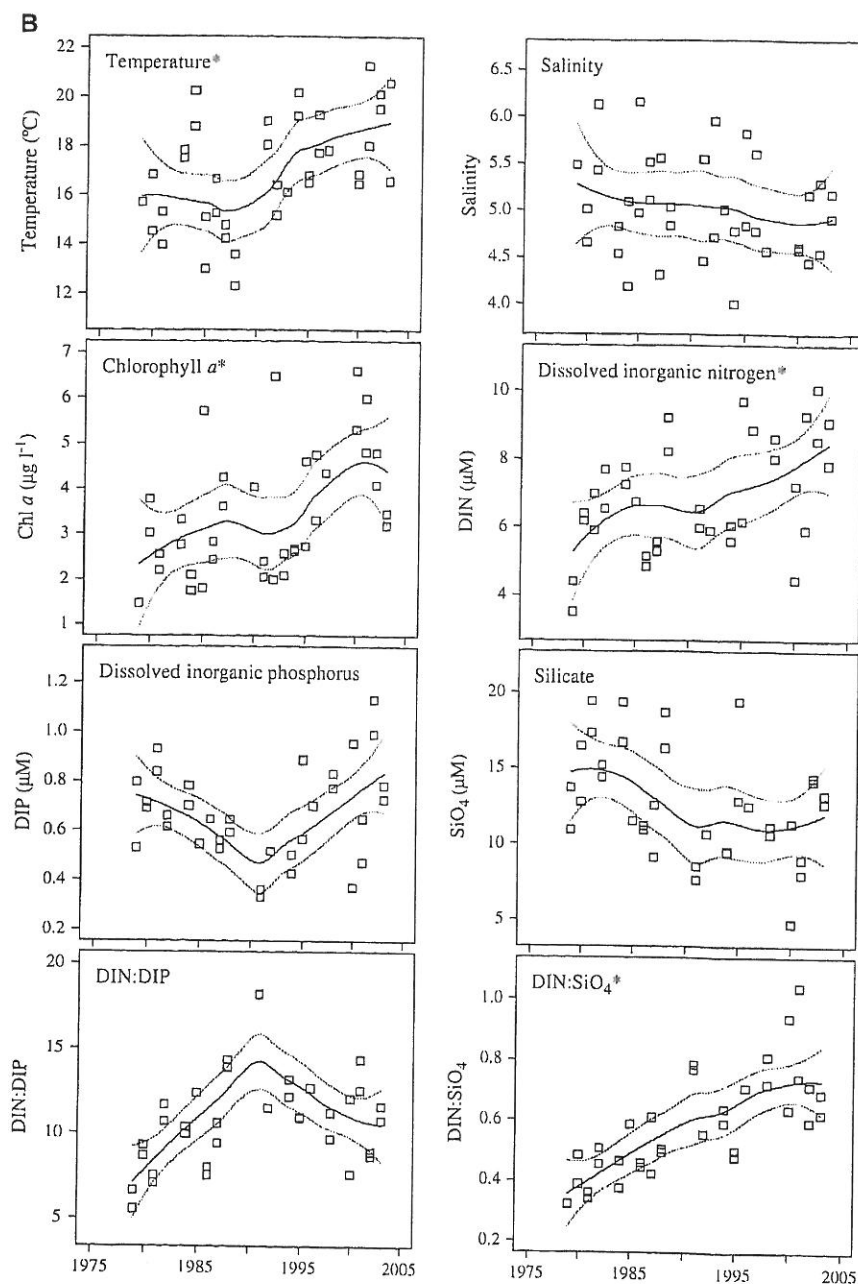 B
Temperature*
Temperature (°C)
22
20
18
16
14
12
Salinity
Salinity
6.5
6.0
5.5
5.0
4.5
4.0
Chlorophyll a*
Chl a (µg l⁻¹)
7
6
5
4
3
2
1
Dissolved inorganic nitrogen*
DIN (µM)
10
8
6
4
Dissolved inorganic phosphorus
DIP (µM)
1.2
1.0
0.8
0.6
0.4
0.2
Silicate
SiO₄ (µM)
20
15
10
5
DIN:DIP
DIN:DIP
20
15
10
5
1975 1985 1995 2005
DIN:SiO₄*
DIN:SiO₄
1.0
0.8
0.6
0.4
0.2
1975 1985 1995 2005